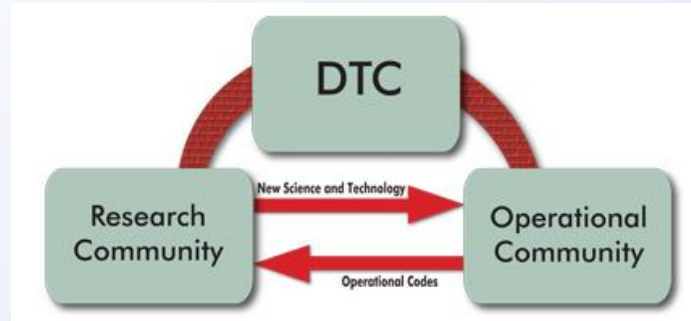 DTC
New Science and Technology
Research
Community
Operational
Community
Operational Codes